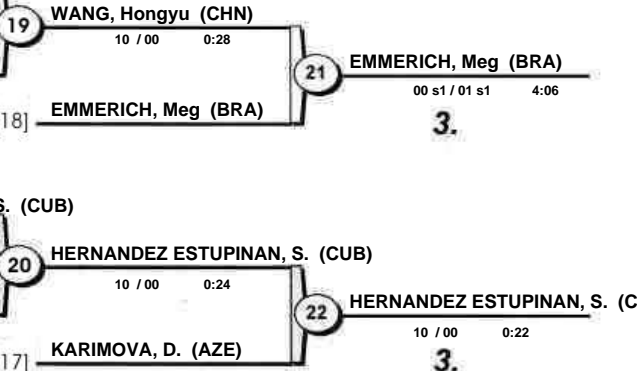 19 WANG, Hongyu (CHN)
10 / 00 0:28
21 EMMERICH, Meg (BRA)
00 s1 / 01 s1 4:06
3.
18] EMMERICH, Meg (BRA)
S. (CUB)
20 HERNANDEZ ESTUPINAN, S. (CUB)
10 / 00 0:24
22 HERNANDEZ ESTUPINAN, S. (C
10 / 00 0:22
3.
17] KARIMOVA, D. (AZE)